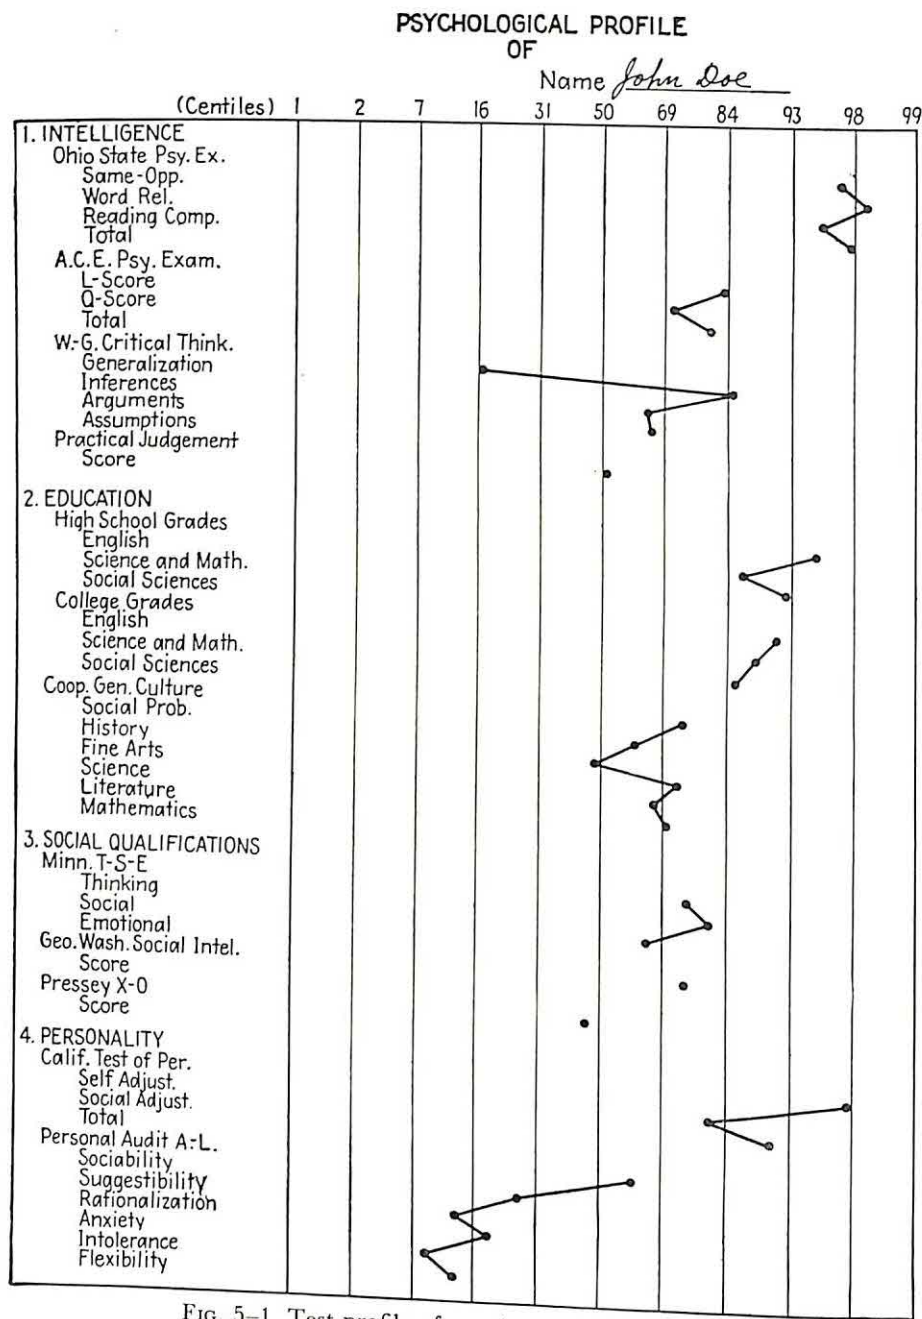 PSYCHOLOGICAL PROFILE
OF
Name John Doe
(Centiles) 1 2 7 16 31 50 69 84 93 98 99
1. INTELLIGENCE
Ohio State Psy. Ex.
Same-Opp.
Word Rel.
Reading Comp.
Total
A.C.E. Psy. Exam.
L-Score
Q-Score
Total
W.-G. Critical Think.
Generalization
Inferences
Arguments
Assumptions
Practical Judgement
Score
2. EDUCATION
High School Grades
English
Science and Math.
Social Sciences
College Grades
English
Science and Math.
Social Sciences
Coop. Gen. Culture
Social Prob.
History
Fine Arts
Science
Literature
Mathematics
3. SOCIAL QUALIFICATIONS
Minn. T-S-E
Thinking
Social
Emotional
Geo. Wash. Social Intel.
Score
Pressey X-O
Score
4. PERSONALITY
Calif. Test of Per.
Self Adjust.
Social Adjust.
Total
Personal Audit A.-L.
Sociability
Suggestibility
Rationalization
Anxiety
Intolerance
Flexibility
FIG. 5-1. Test profile